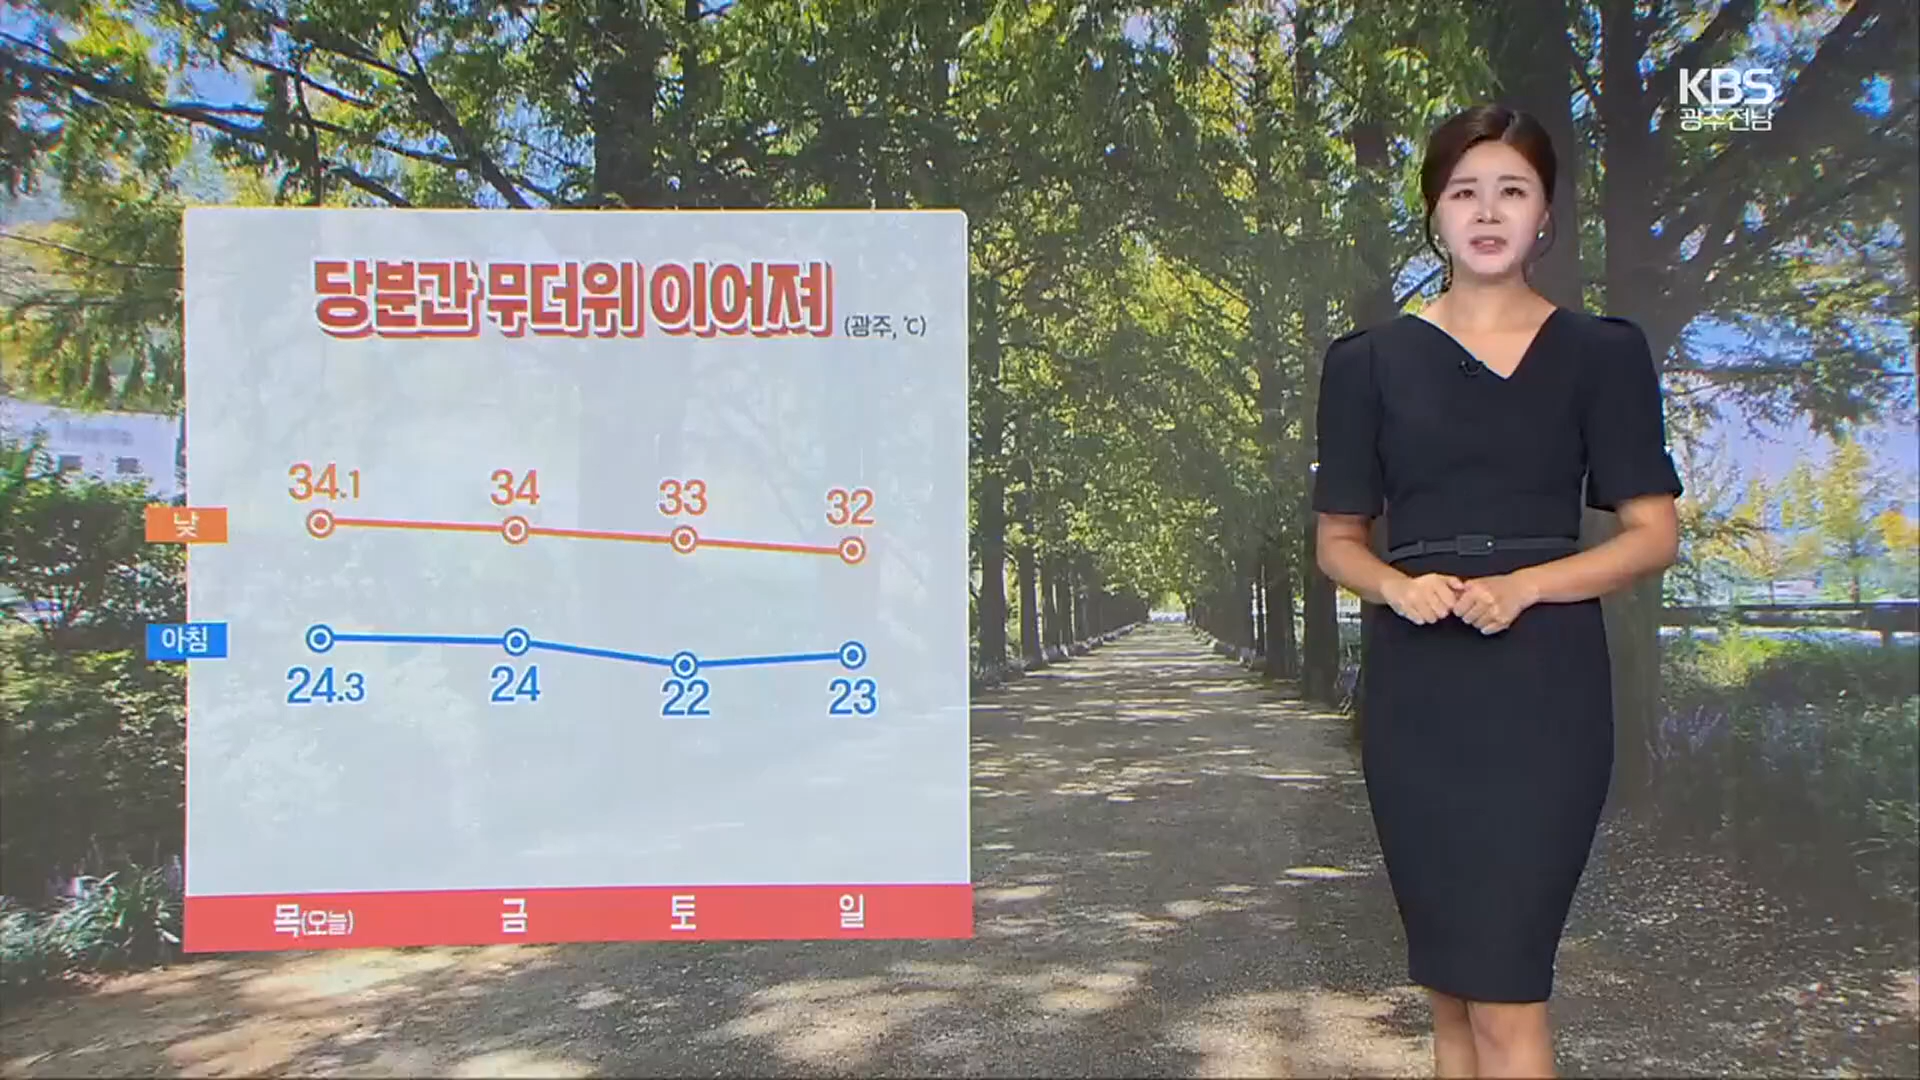 KBS
광주전남
당분간 무더위 이어져
(광주, ℃)
34.1 34 33 32
낮
아침
24.3 24 22 23
목(오늘) 금 토 일